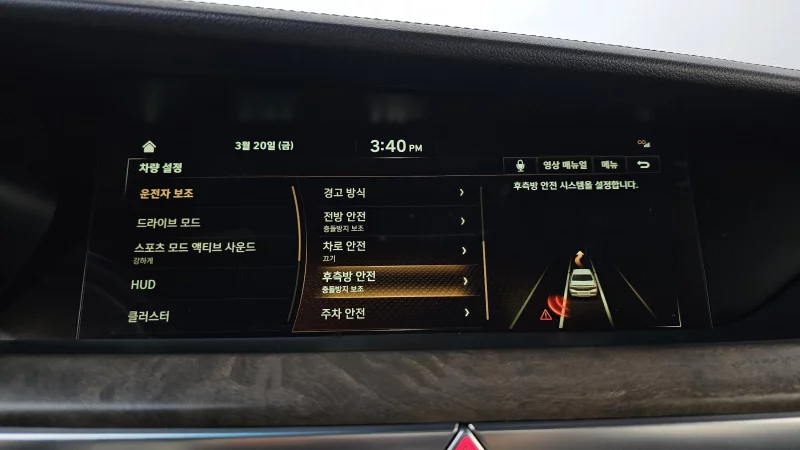 3월 20일 (금)
3:40 PM
차량 설정
영상 매뉴얼
메뉴
운전자 보조
드라이브 모드
스포츠 모드 액티브 사운드
강하게
HUD
클러스터
경고 방식
전방 안전
충돌방지 보조
차로 안전
끄기
후측방 안전
충돌방지 보조
주차 안전
후측방 안전 시스템을 설정합니다.